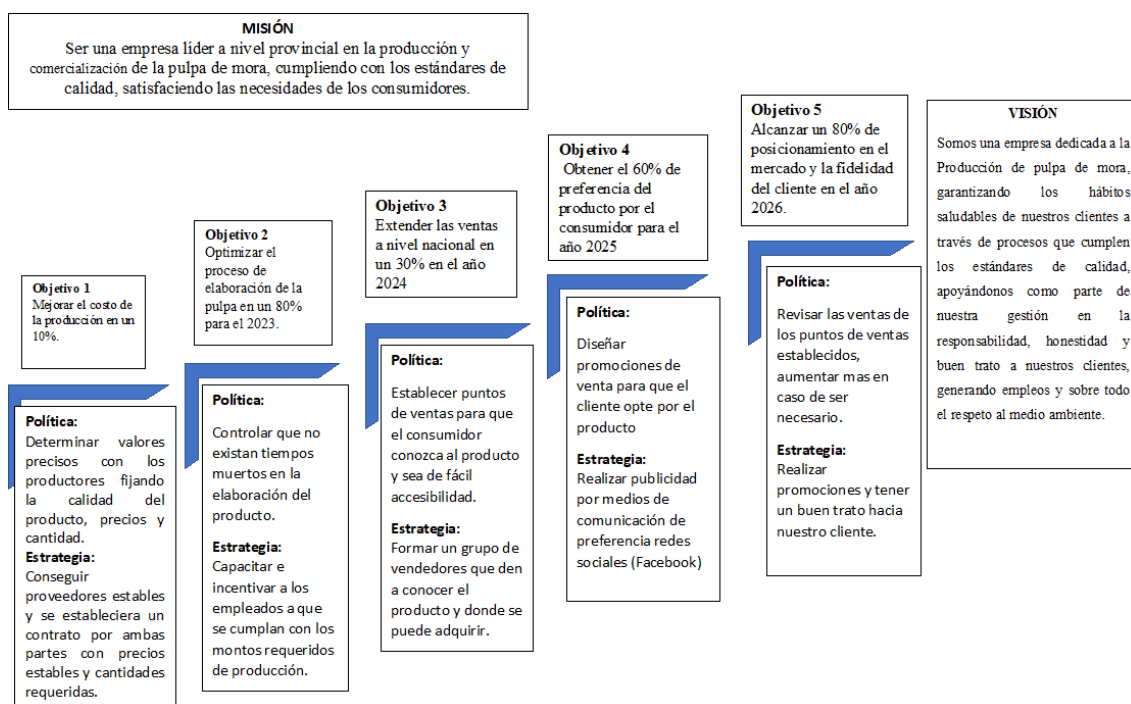 MISIÓN
Ser una empresa líder a nivel provincial en la producción y
comercialización de la pulpa de mora, cumpliendo con los estándares de
calidad, satisfaciendo las necesidades de los consumidores.
Objetivo 1
Mejorar el costo de
la producción en un
10%.
Política:
Determinar valores
precisos con los
productores fijando
la calidad del
producto, precios y
cantidad.
Estrategia:
Conseguir
proveedores estables
y se estableciera un
contrato por ambas
partes con precios
estables y cantidades
requeridas.
Objetivo 2
Optimizar el
proceso de
elaboración de la
pulpa en un 80%
para el 2023.
Política:
Controlar que no
existan tiempos
muertos en la
elaboración del
producto.
Estrategia:
Capacitar e
incentivar a los
empleados a que
se cumplan con los
montos requeridos
de producción.
Objetivo 3
Extender las ventas
a nivel nacional en
un 30% en el año
2024
Política:
Establecer puntos
de ventas para que
el consumidor
conozca al producto
y sea de fácil
accesibilidad.
Estrategia:
Formar un grupo de
vendedores que den
a conocer el
producto y donde se
puede adquirir.
Objetivo 4
Obtener el 60% de
preferencia del
producto por el
consumidor para el
año 2025
Política:
Diseñar
promociones de
venta para que el
cliente opte por el
producto
Estrategia:
Realizar publicidad
por medios de
comunicación de
preferencia redes
sociales (Facebook)
Objetivo 5
Alcanzar un 80% de
posicionamiento en el
mercado y la fidelidad
del cliente en el año
2026.
Política:
Revisar las ventas de
los puntos de ventas
establecidos,
aumentar mas en
caso de ser
necesario.
Estrategia:
Realizar
promociones y tener
un buen trato hacia
nuestro cliente.
VISIÓN
Somos una empresa dedicada a la
Producción de pulpa de mora,
garantizando los hábitos
saludables de nuestros clientes a
través de procesos que cumplen
los estándares de calidad,
apoyándonos como parte de
nuestra gestión en la
responsabilidad, honestidad y
buen trato a nuestros clientes,
generando empleos y sobre todo
el respeto al medio ambiente.